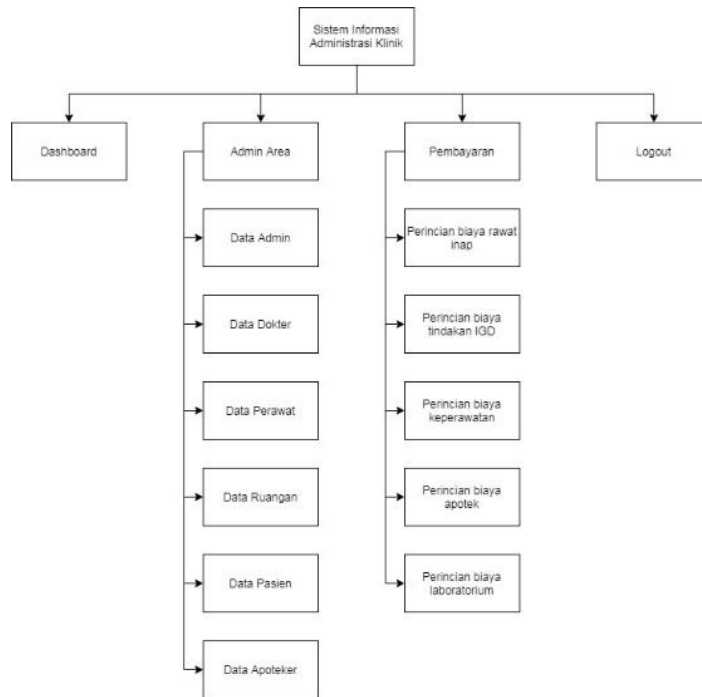 Sistem Informasi
Administrasi Klinik
Dashboard
Admin Area
Pembayaran
Logout
Data Admin
Data Dokter
Data Perawat
Data Ruangan
Data Pasien
Data Apoteker
Perincian biaya rawat
inap
Perincian biaya
tindakan IGD
Perincian biaya
keperawatan
Perincian biaya
apotek
Perincian biaya
laboratorium